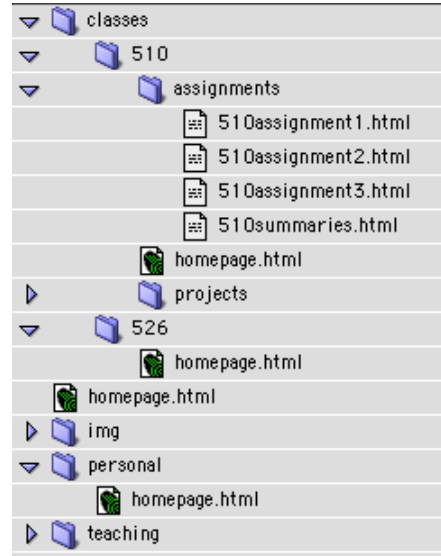 classes
510
assignments
510assignment1.html
510assignment2.html
510assignment3.html
510summaries.html
homepage.html
projects
526
homepage.html
homepage.html
img
personal
homepage.html
teaching